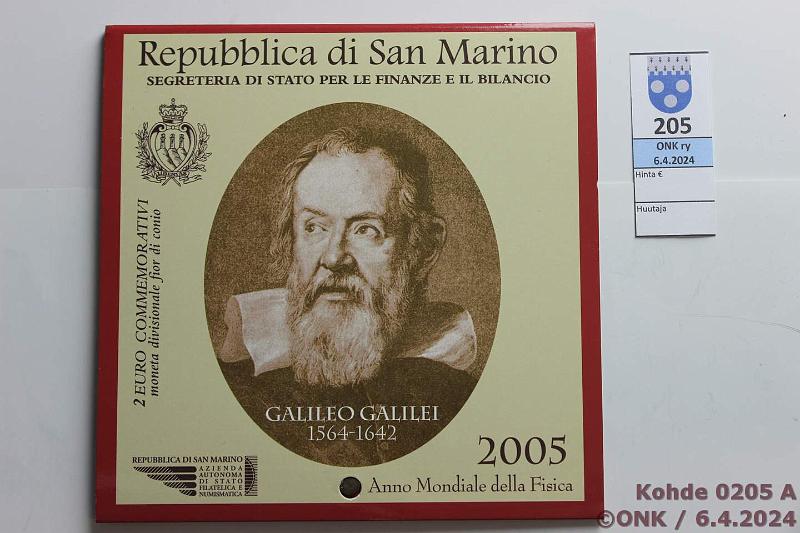 Repubblica di San Marino
SEGRETERIA DI STATO PER LE FINANZE E IL BILANCIO
2 EURO COMMEMORATIVI
moneta divisionale fior di conio
GALILEO GALILEI
1564-1642
2005
Anno Mondiale della Fisica
REPUBBLICA DI SAN MARINO
AZIENDA
AUTONOMA
DI STATO
FILATELICA E
NUMISMATICA
205
ONK ry
6.4.2024
Hinta €
Huutaja
Kohde 0205 A
©ONK / 6.4.2024